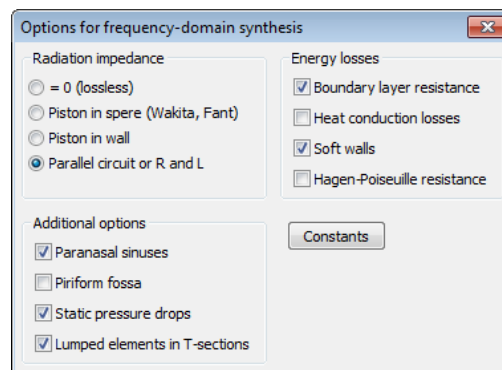 Options for frequency-domain synthesis
Radiation impedance
= 0 (lossless)
Piston in spere (Wakita, Fant)
Piston in wall
Parallel circuit or R and L
Energy losses
Boundary layer resistance
Heat conduction losses
Soft walls
Hagen-Poiseuille resistance
Additional options
Paranasal sinuses
Piriform fossa
Static pressure drops
Lumped elements in T-sections
Constants